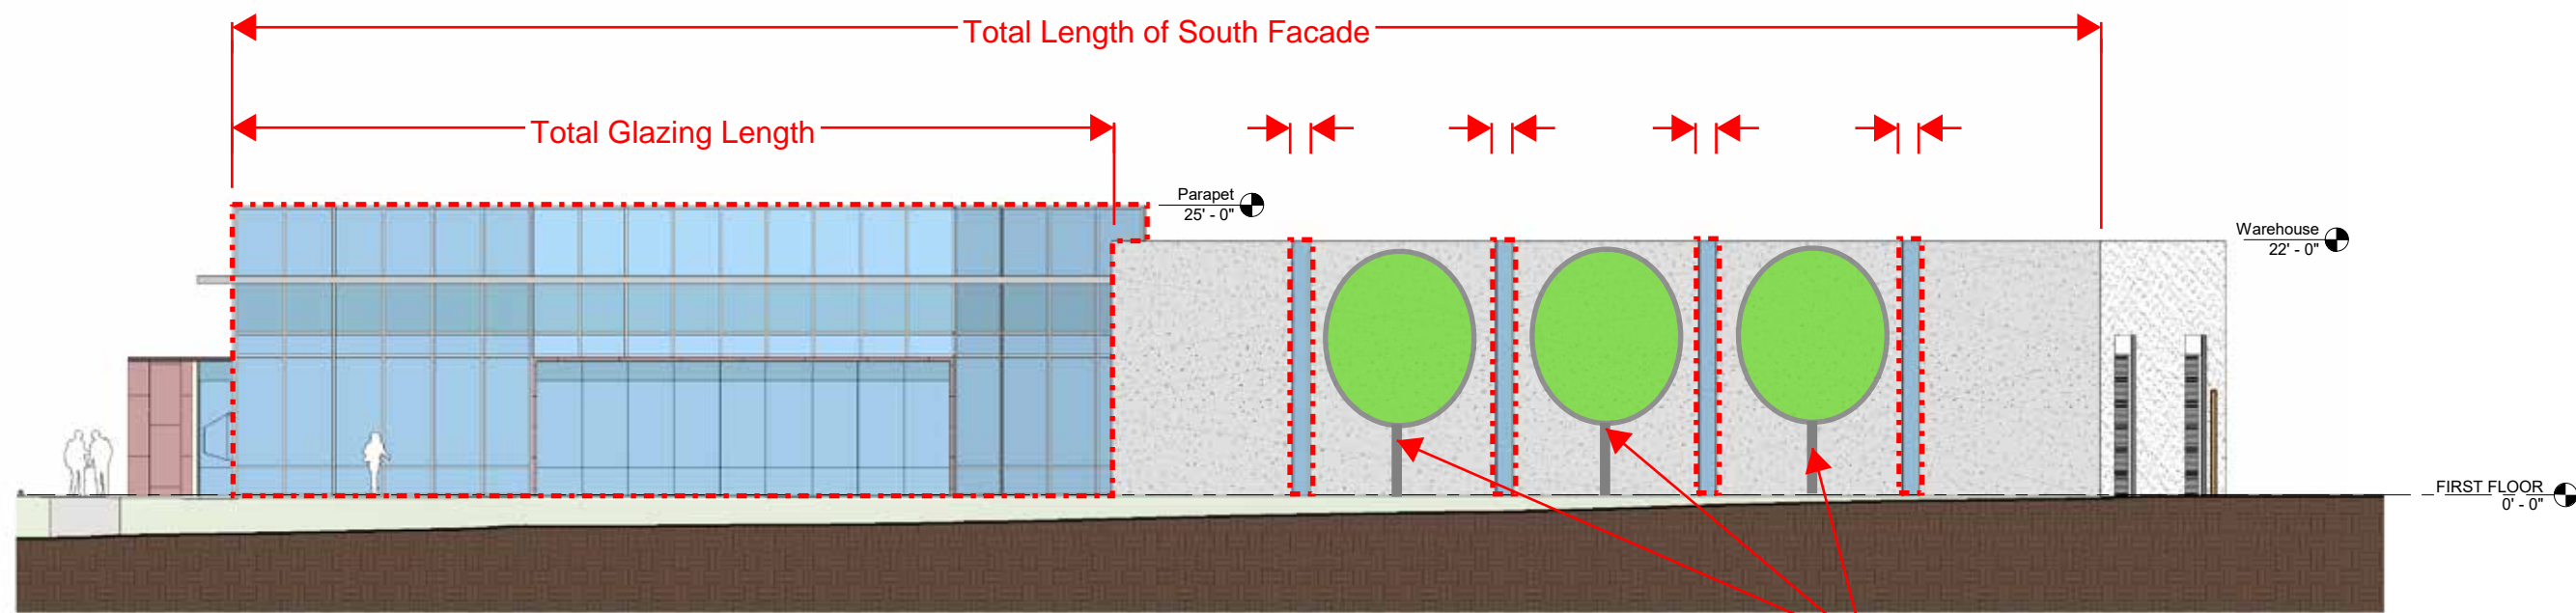 Total Length of South Facade
Total Glazing Length
Parapet
25' - 0"
Warehouse
22' - 0"
FIRST FLOOR
0' - 0"